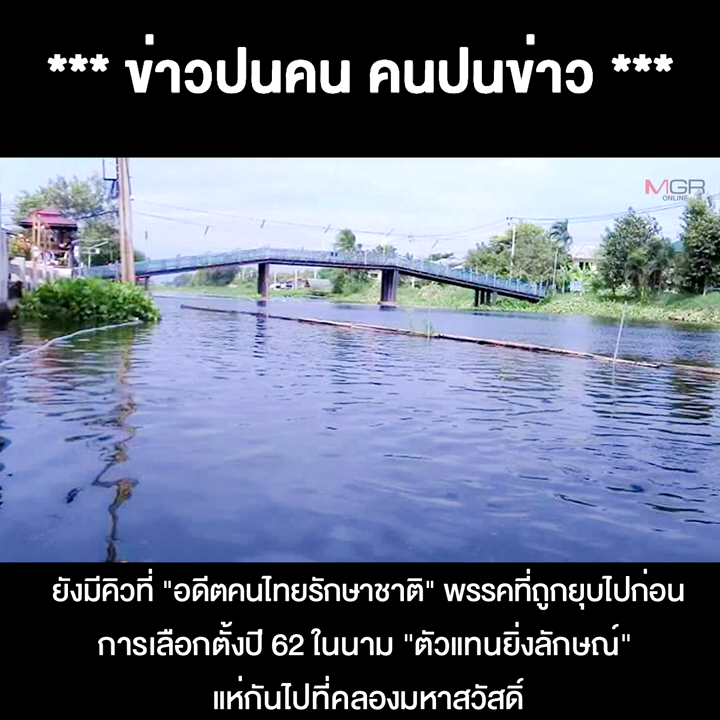 *** ข่าวปนคน คนปนข่าว ***
MGR
ONLINE
ยังมีคิวที่ "อดีตคนไทยรักษาชาติ" พรรคที่ถูกยุบไปก่อน
การเลือกตั้งปี 62 ในนาม "ตัวแทนยิ่งลักษณ์"
แห่กันไปที่คลองมหาสวัสดิ์